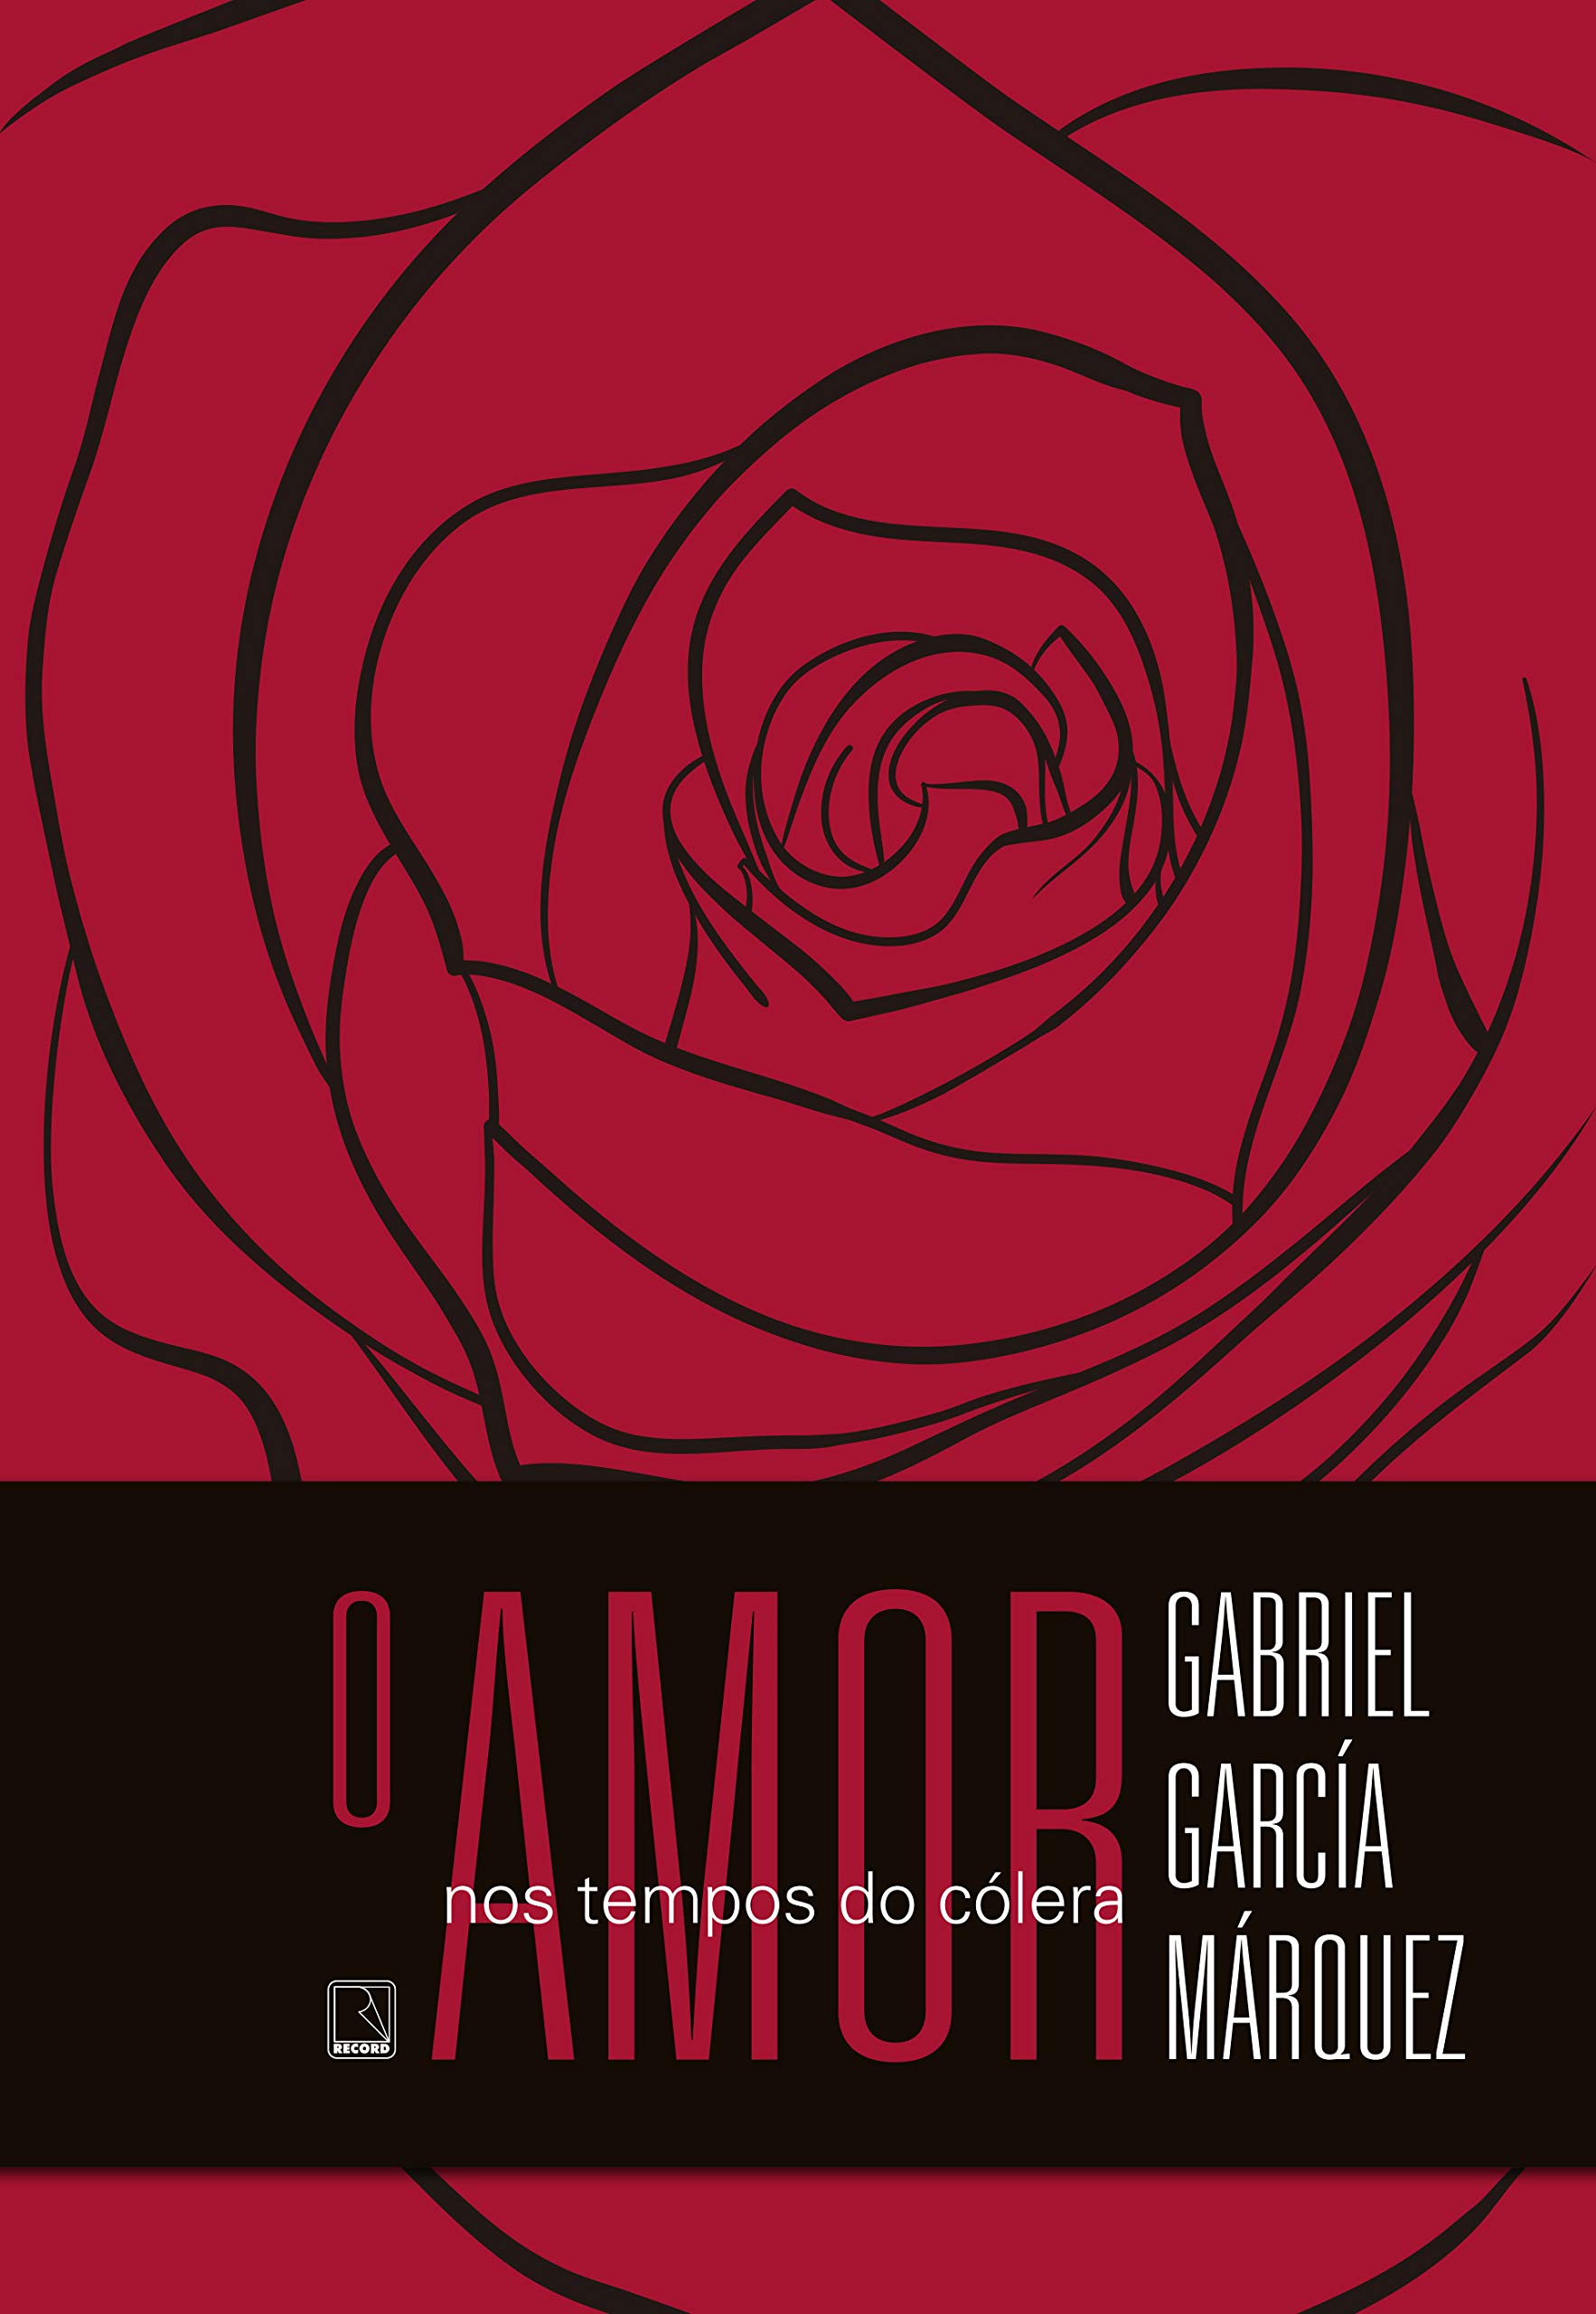 O AMOR
nos tempos do cólera
GABRIEL
GARCÍA
MÁRQUEZ
RECORD